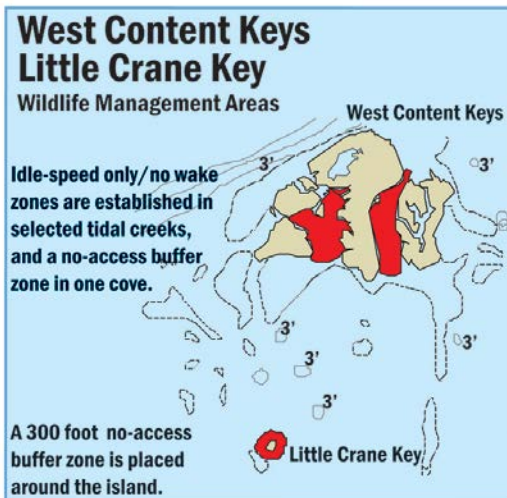 West Content Keys
Little Crane Key
Wildlife Management Areas
West Content Keys
3'
3'
Idle-speed only/no wake
zones are established in
selected tidal creeks,
and a no-access buffer
zone in one cove.
3'
3'
3'
3'
A 300 foot no-access
buffer zone is placed
around the island.
Little Crane Key